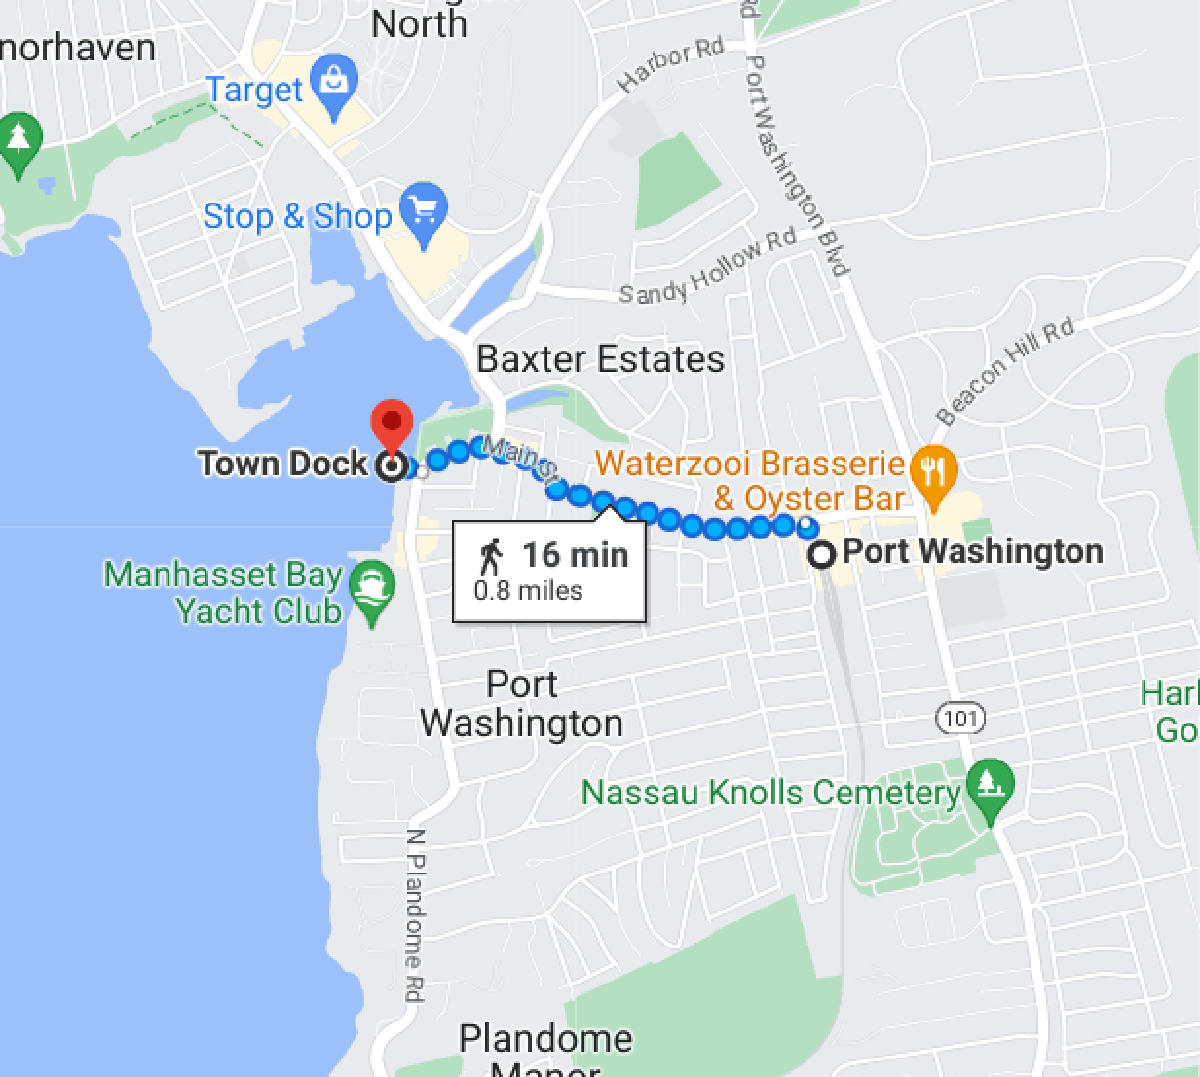 North
norhaven
Harbor Rd
Rd
Port Washington Blvd
Target
Stop & Shop
Sandy Hollow Rd
Beacon Hill Rd
Baxter Estates
Town Dock
Main St
Waterzooi Brasserie
& Oyster Bar
16 min
0.8 miles
Port Washington
Manhasset Bay
Yacht Club
Port
Washington
101
Harl
Go
Nassau Knolls Cemetery
N Plandome Rd
Plandome
Manor